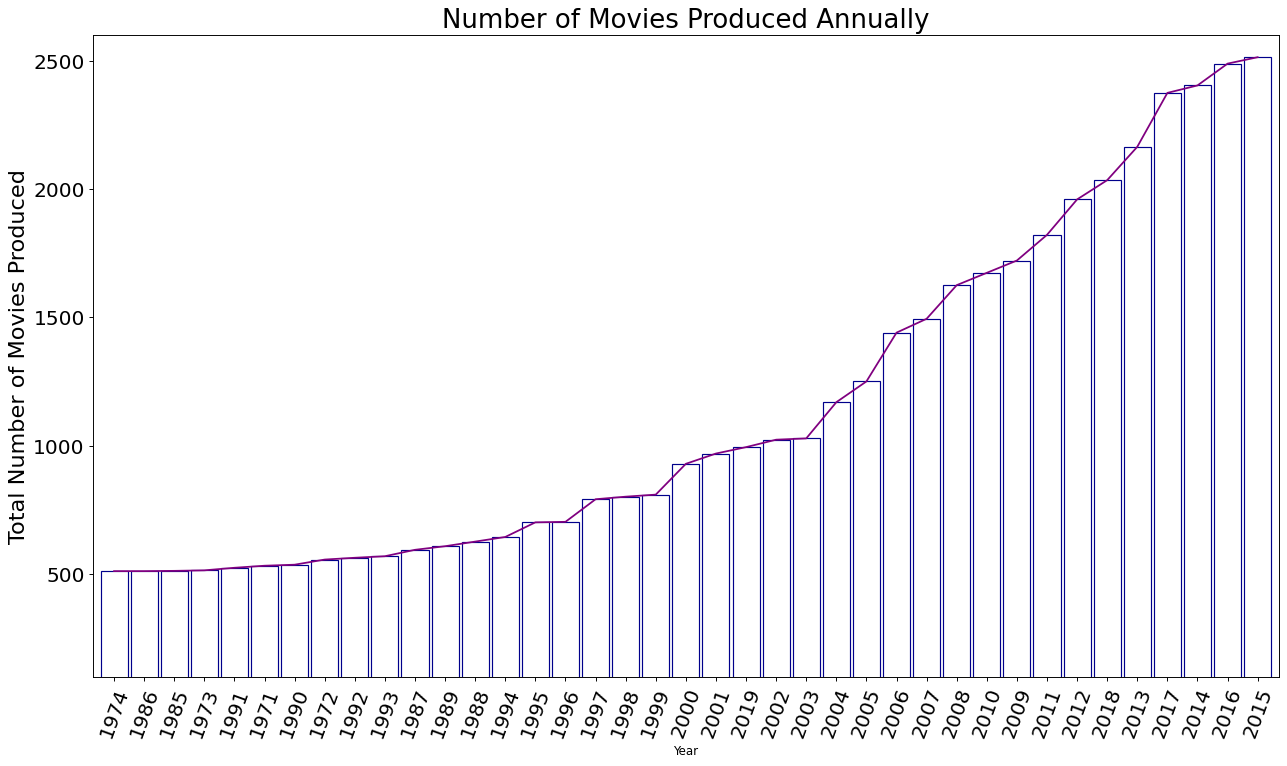 Number of Movies Produced Annually
Total Number of Movies Produced
2500
2000
1500
1000
500
1974 1986 1985 1973 1991 1971 1990 1972 1992 1993 1987 1989 1988 1994 1995 1996 1997 1998 1999 2000 2001 2019 2002 2003 2004 2005 2006 2007 2008 2010 2009 2011 2012 2018 2013 2017 2014 2016 2015
Year